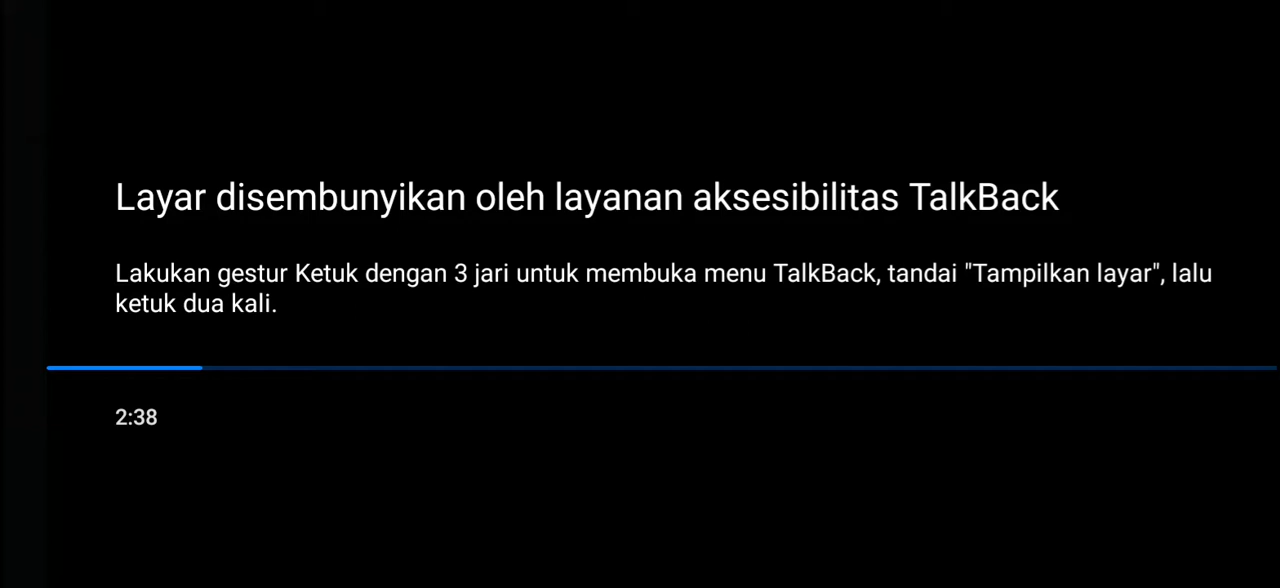 Layar disembunyikan oleh layanan aksesibilitas TalkBack
Lakukan gestur Ketuk dengan 3 jari untuk membuka menu TalkBack, tandai "Tampilkan layar", lalu
ketuk dua kali.
2:38